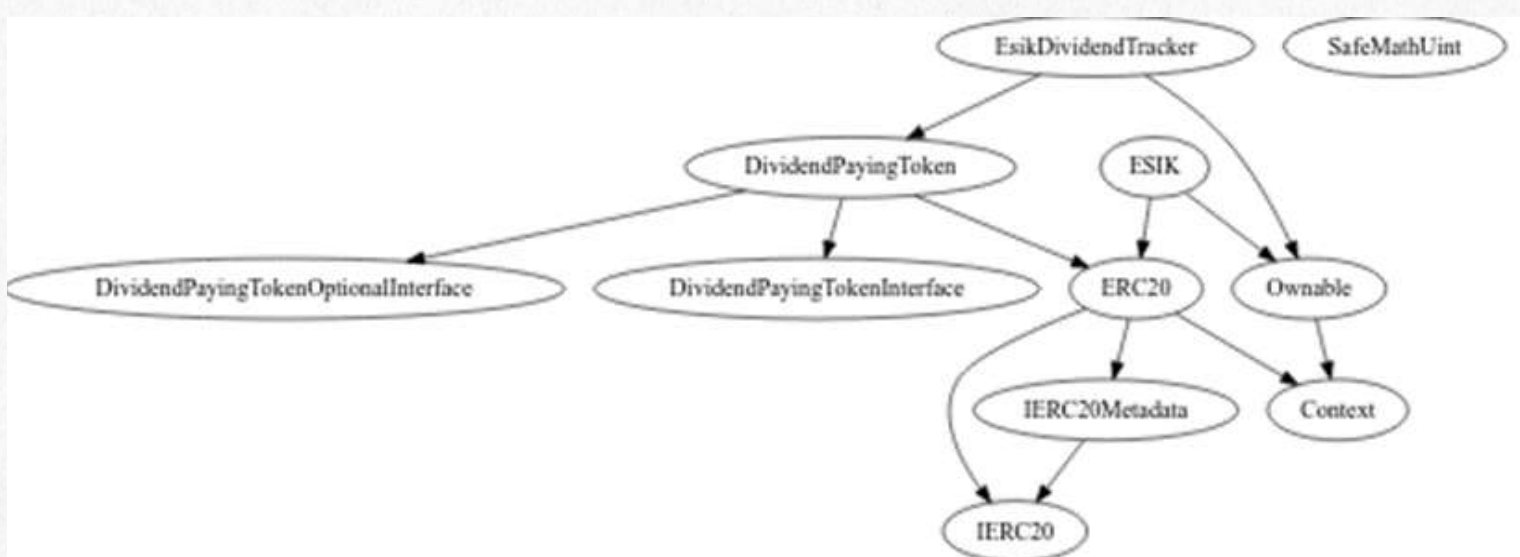 EsikDividendTracker
SafeMathUint
DividendPayingToken
ESIK
DividendPayingTokenOptionalInterface
DividendPayingTokenInterface
ERC20
Ownable
IERC20Metadata
Context
IERC20